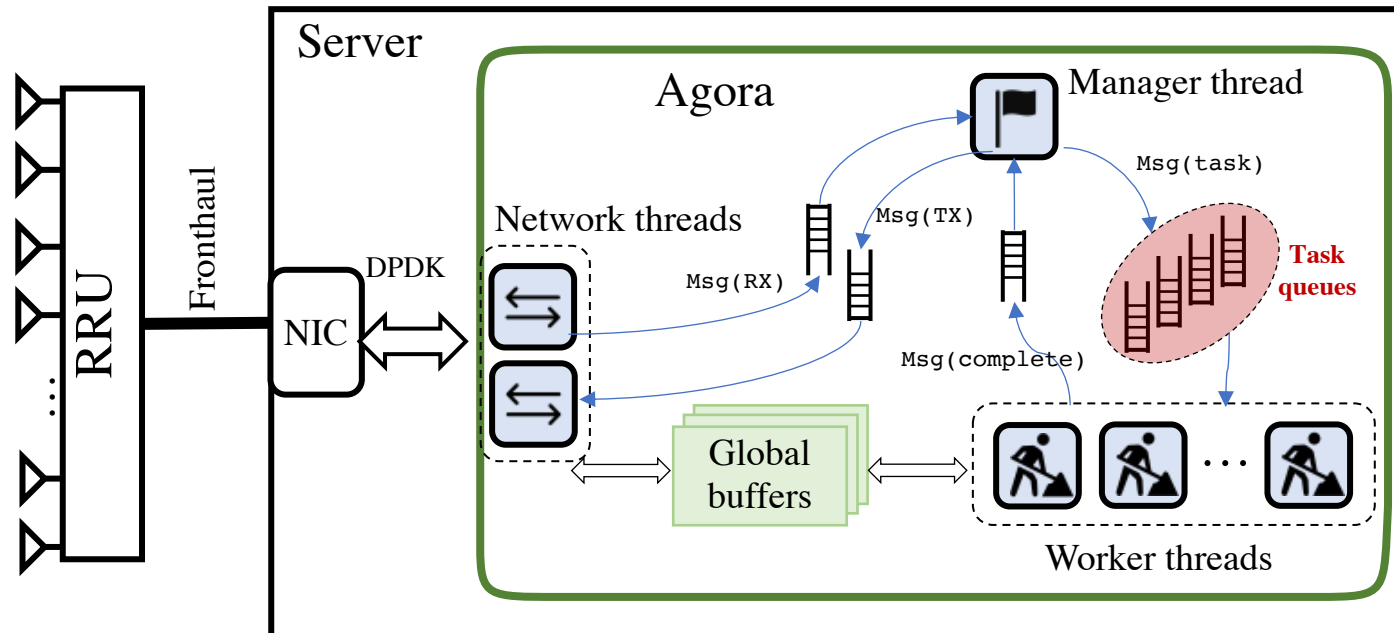 Server
Agora
Manager thread
Msg(task)
Fronthaul
Network threads
Msg(TX)
Task
queues
DPDK
Msg(RX)
RRU
NIC
Msg(complete)
...
Global
buffers
...
Worker threads